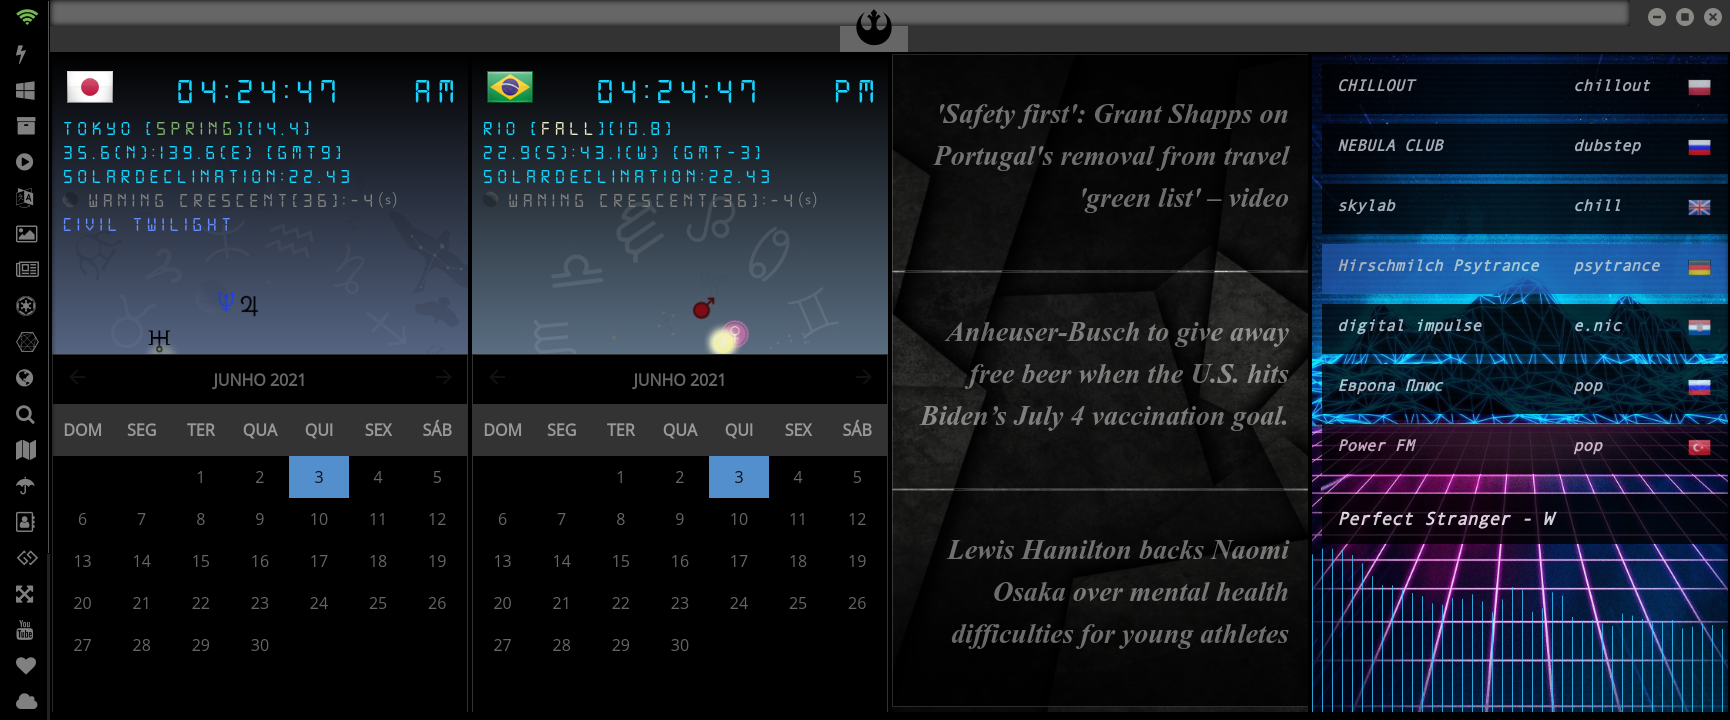 04:24:47 AM
TOKYO (SPRING)(14.4)
35.6(N):139.6(E) (GMT9)
SOLARDECLINATION:22.43
WANING CRESCENT(36):-4(s)
CIVIL TWILIGHT
JUNHO 2021
DOM SEG TER QUA QUI SEX SÁB
1 2 3 4 5
6 7 8 9 10 11 12
13 14 15 16 17 18 19
20 21 22 23 24 25 26
27 28 29 30
04:24:47 PM
RIO (FALL)(10.8)
22.9(S):43.1(W) (GMT-3)
SOLARDECLINATION:22.43
WANING CRESCENT(36):-4(s)
JUNHO 2021
DOM SEG TER QUA QUI SEX SÁB
1 2 3 4 5
6 7 8 9 10 11 12
13 14 15 16 17 18 19
20 21 22 23 24 25 26
27 28 29 30
'Safety first': Grant Shapps on
Portugal's removal from travel
'green list' – video
Anheuser-Busch to give away
free beer when the U.S. hits
Biden’s July 4 vaccination goal.
Lewis Hamilton backs Naomi
Osaka over mental health
difficulties for young athletes
CHILLOUT chillout
NEBULA CLUB dubstep
skylab chill
Hirschmilch Psytrance psytrance
digital impulse e.nic
Европа Плюс pop
Power FM pop
Perfect Stranger - W
You
Tube